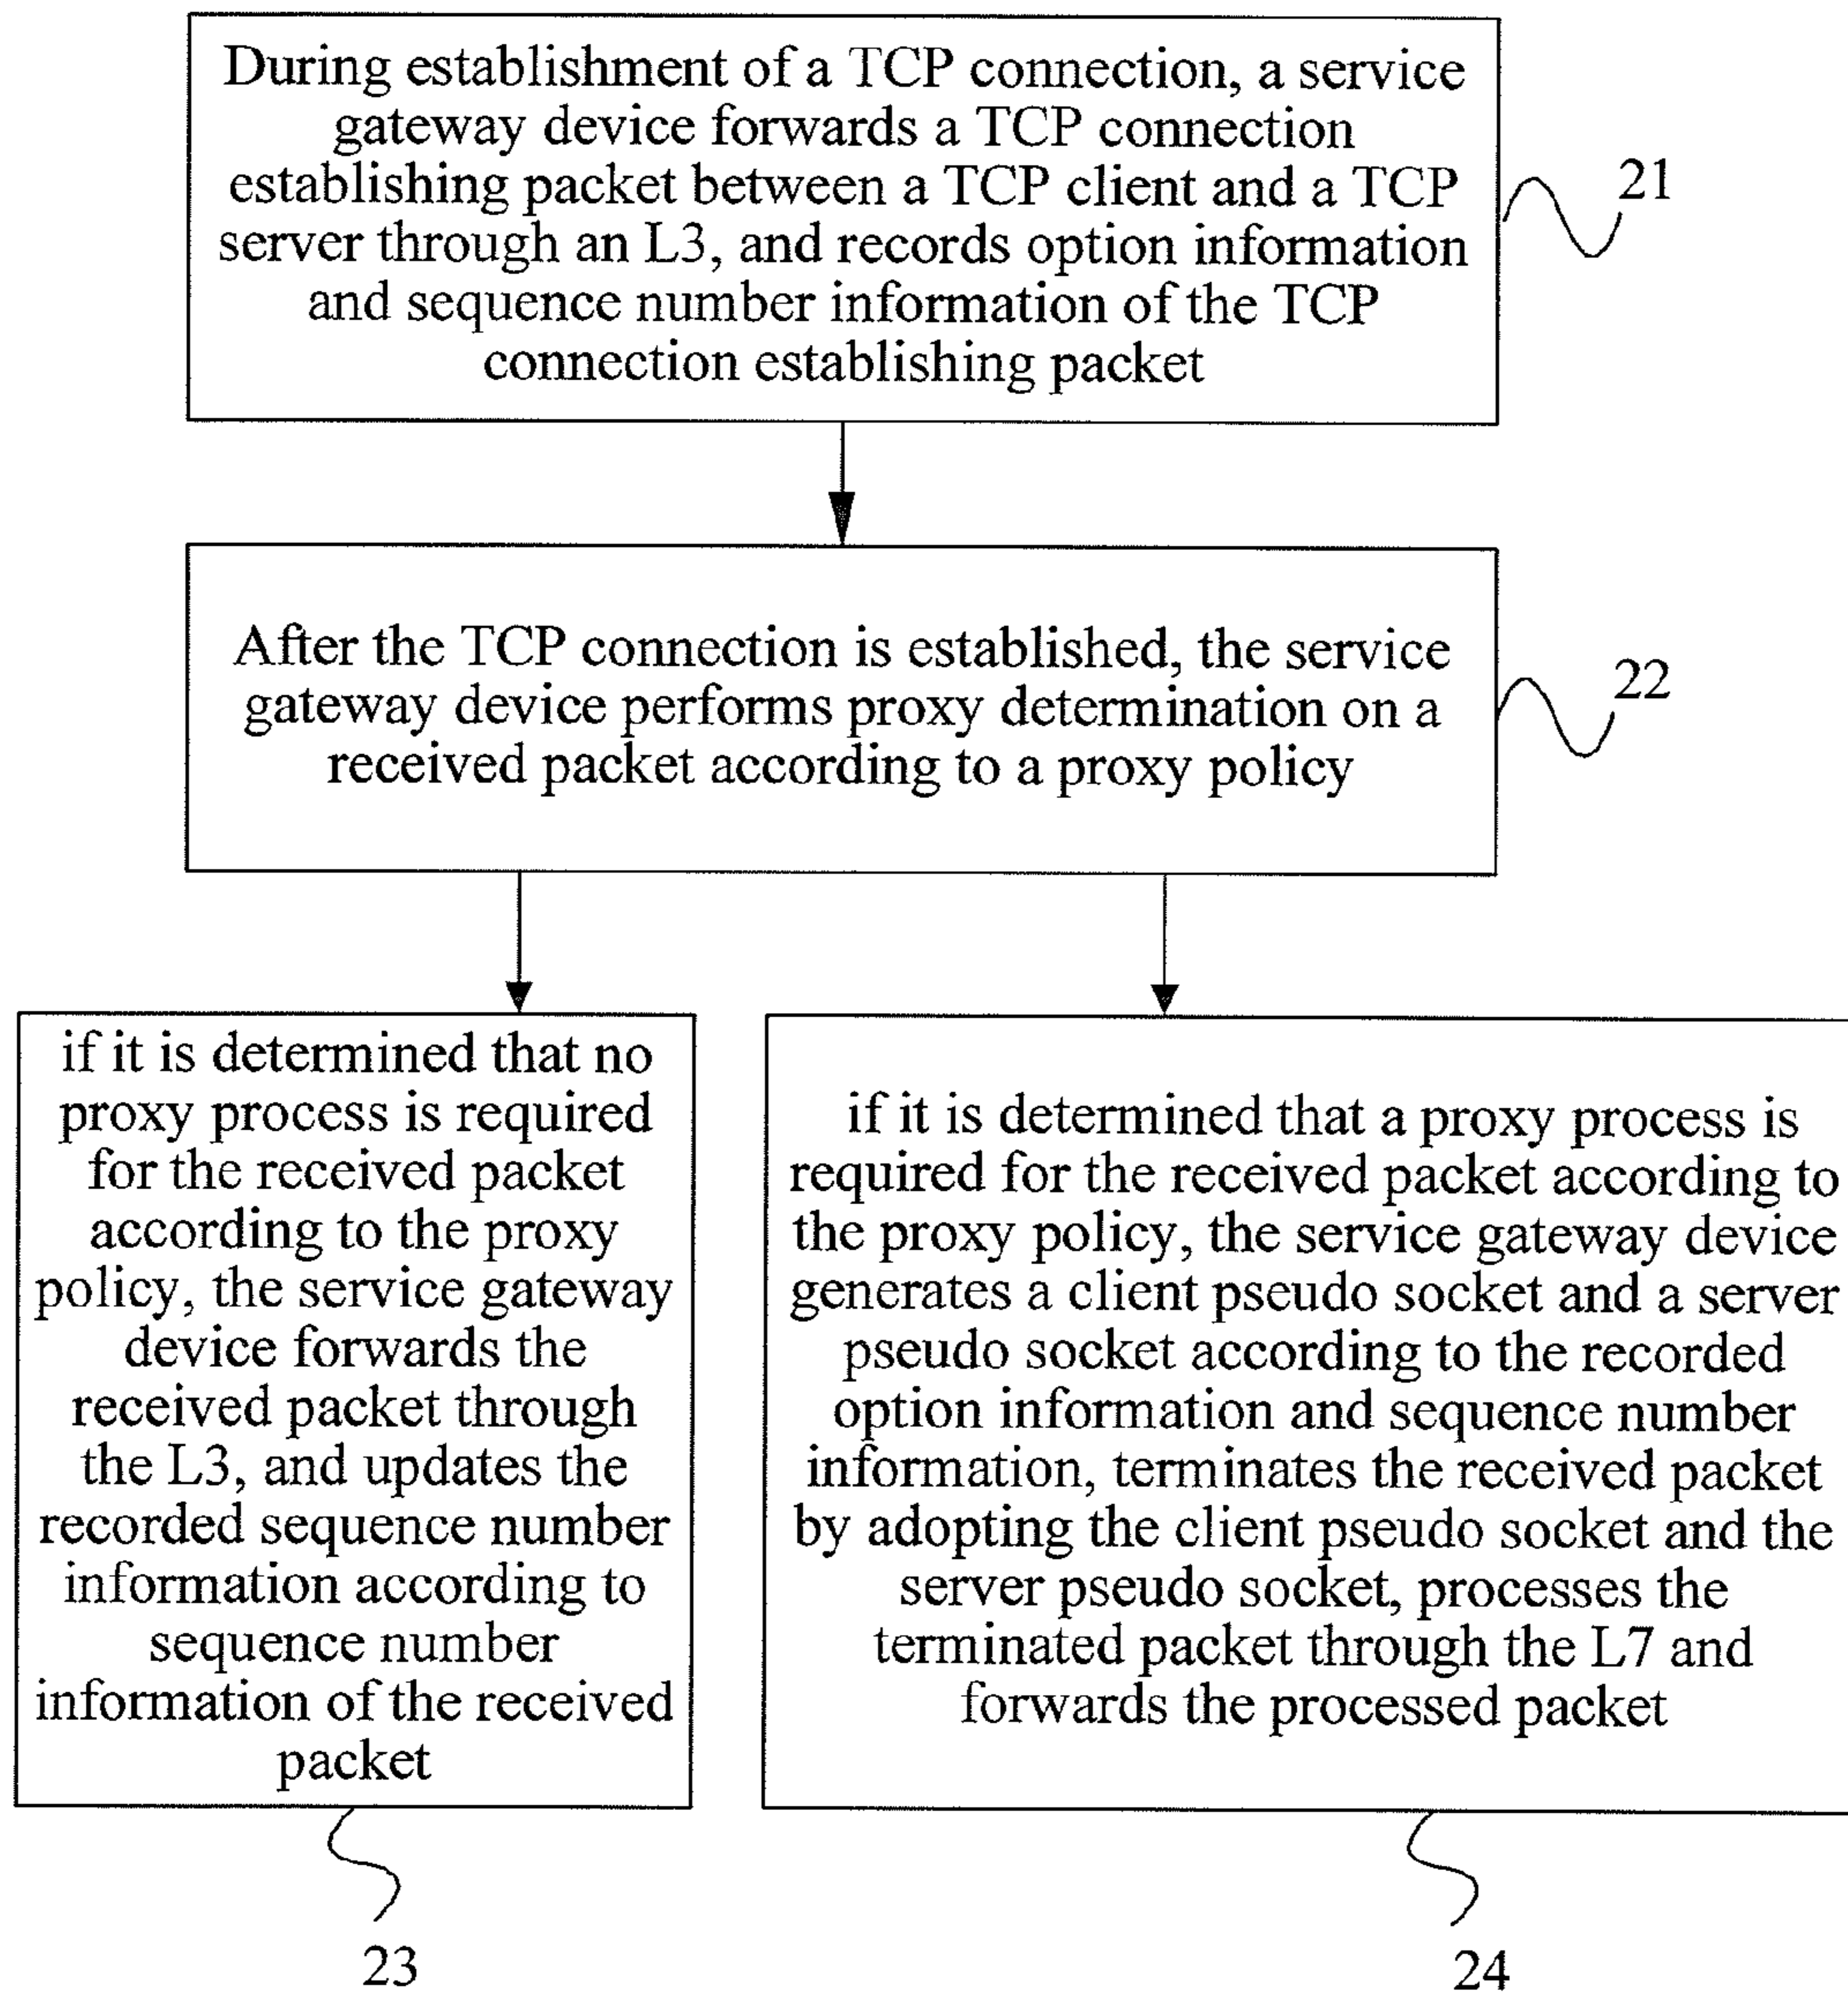 During establishment of a TCP connection, a service
gateway device forwards a TCP connection
establishing packet between a TCP client and a TCP
server through an L3, and records option information
and sequence number information of the TCP
connection establishing packet
21
After the TCP connection is established, the service
gateway device performs proxy determination on a
received packet according to a proxy policy
22
if it is determined that no
proxy process is required
for the received packet
according to the proxy
policy, the service gateway
device forwards the
received packet through
the L3, and updates the
recorded sequence number
information according to
sequence number
information of the received
packet
23
if it is determined that a proxy process is
required for the received packet according to
the proxy policy, the service gateway device
generates a client pseudo socket and a server
pseudo socket according to the recorded
option information and sequence number
information, terminates the received packet
by adopting the client pseudo socket and the
server pseudo socket, processes the
terminated packet through the L7 and
forwards the processed packet
24